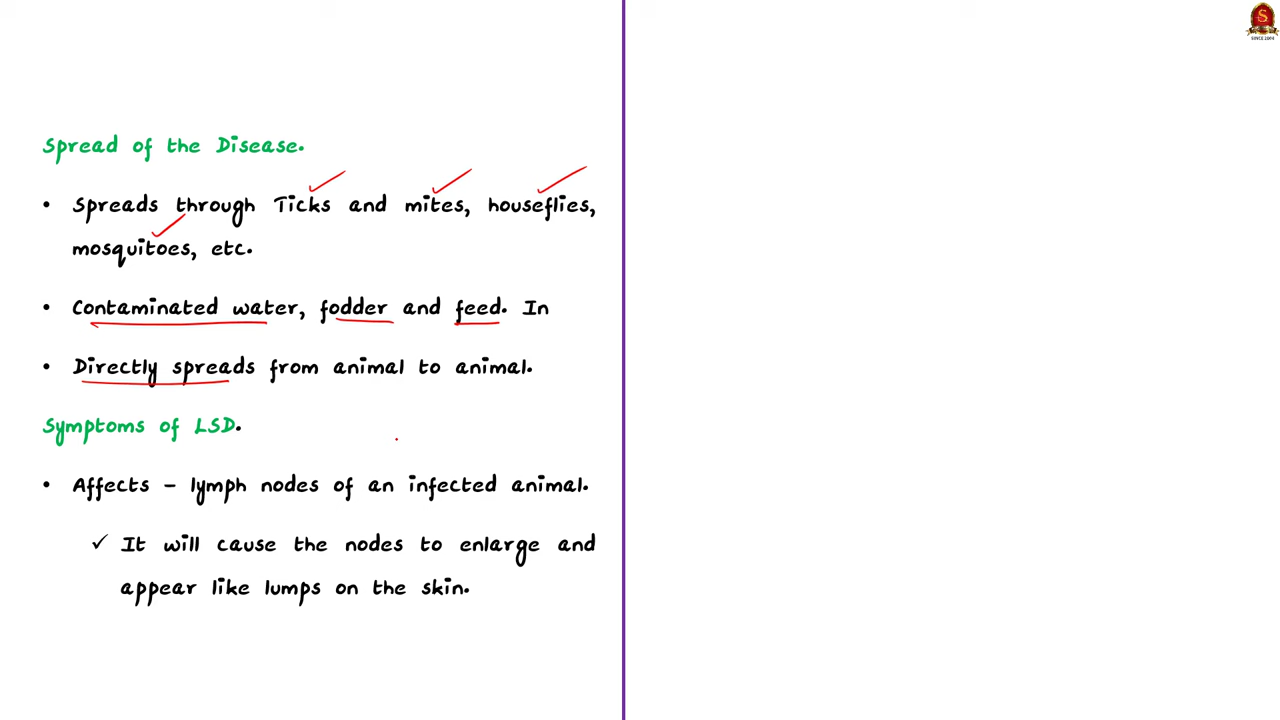 S
SINCE 2004
Spread of the Disease.
• Spreads through Ticks and mites, houseflies,
mosquitoes, etc.
• Contaminated water, fodder and feed. In
• Directly spreads from animal to animal.
Symptoms of LSD.
• Affects – lymph nodes of an infected animal.
✓ It will cause the nodes to enlarge and
appear like lumps on the skin.